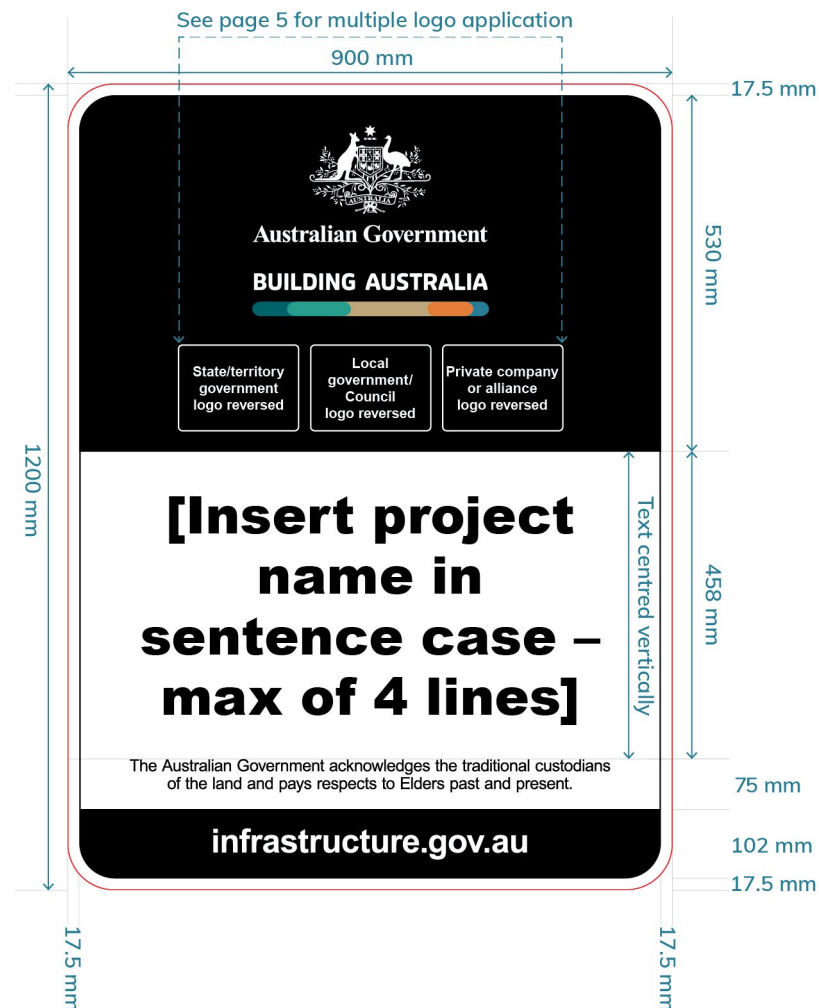 See page 5 for multiple logo application
900 mm
17.5 mm
AUSTRALIA
Australian Government
BUILDING AUSTRALIA
530 mm
State/territory
government
logo reversed
Local
government/
Council
logo reversed
Private company
or alliance
logo reversed
1200 mm
[Insert project
name in
sentence case –
max of 4 lines]
Text centred vertically
458 mm
The Australian Government acknowledges the traditional custodians
of the land and pays respects to Elders past and present.
75 mm
infrastructure.gov.au
102 mm
17.5 mm
17.5 mm
17.5 mm